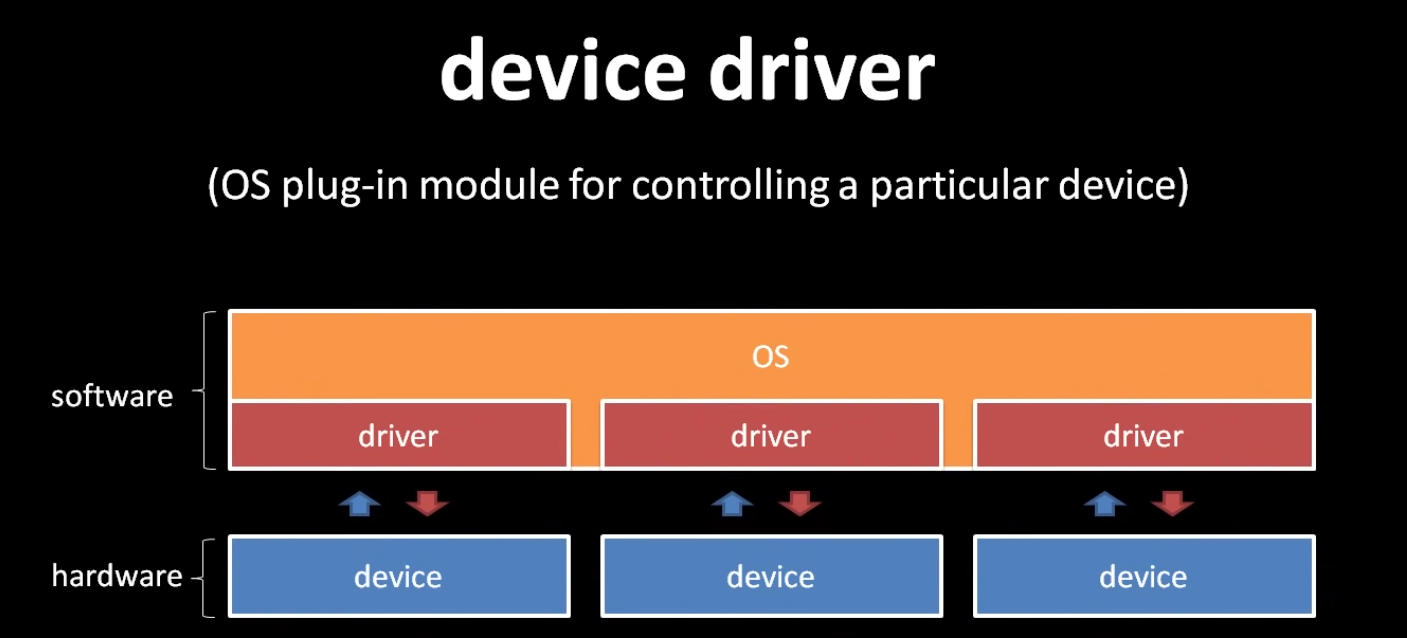 device driver
(OS plug-in module for controlling a particular device)
OS
software
driver driver driver
hardware
device device device